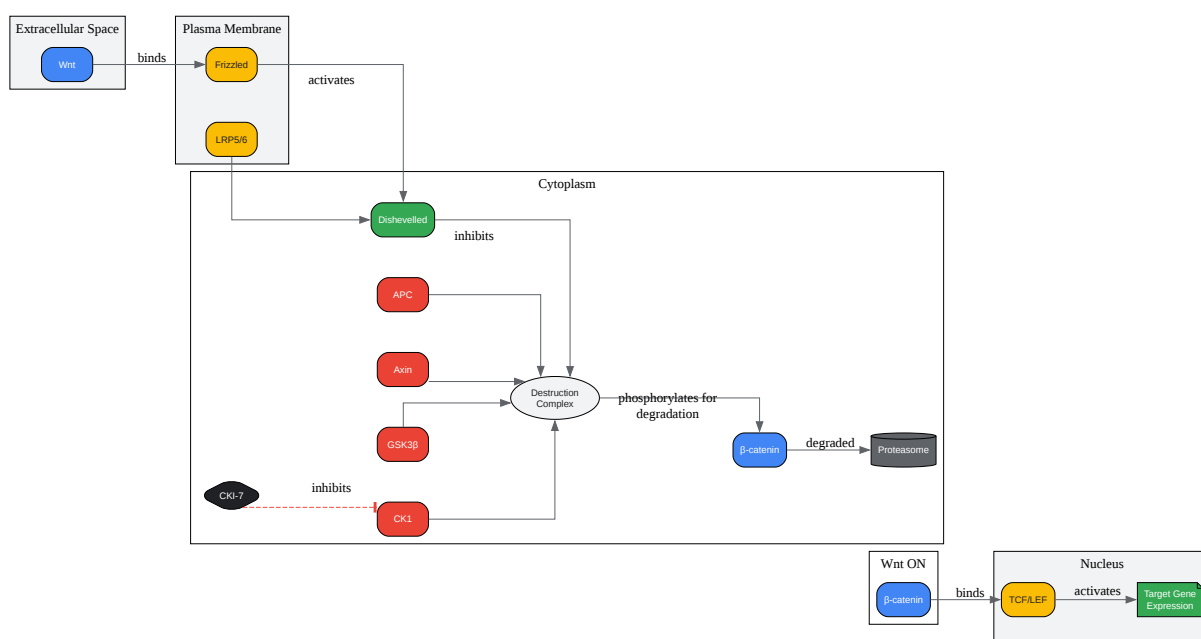 Extracellular Space
Plasma Membrane
Wnt
binds
Frizzled
activates
LRP5/6
Cytoplasm
Dishevelled
inhibits
APC
Axin
Destruction
Complex
phosphorylates for
degradation
GSK3β
β-catenin
degraded
Proteasome
CKI-7
inhibits
CK1
Wnt ON
Nucleus
β-catenin
binds
TCF/LEF
activates
Target Gene
Expression